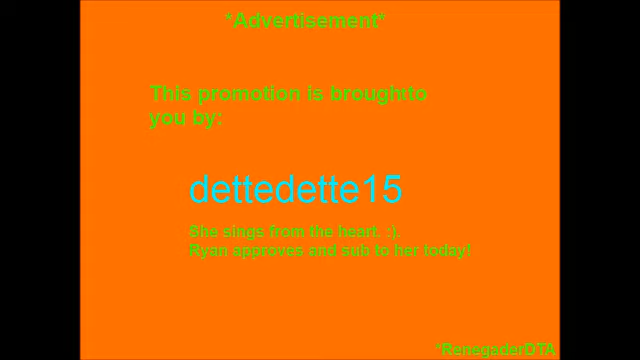 *Advertisement*
This promotion is broughtto
you by:
dettedette15
She sings from the heart. :).
Ryan approves and sub to her today!
*RenegaderDTA